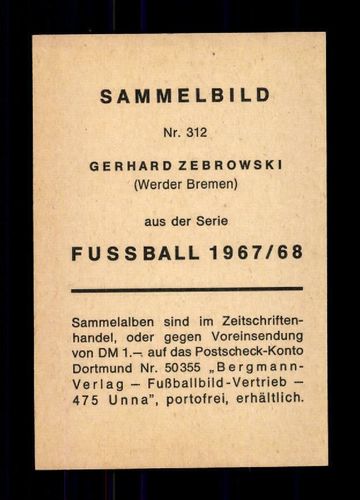 SAMMELBILD
Nr. 312
GERHARD ZEBROWSKI
(Werder Bremen)
aus der Serie
FUSSBALL 1967/68
Sammelalben sind im Zeitschriften-
handel, oder gegen Voreinsendung
von DM 1.–. auf das Postscheck-Konto
Dortmund Nr. 50355 „Bergmann-
Verlag – Fußballbild-Vertrieb –
475 Unna", portofrei, erhältlich.